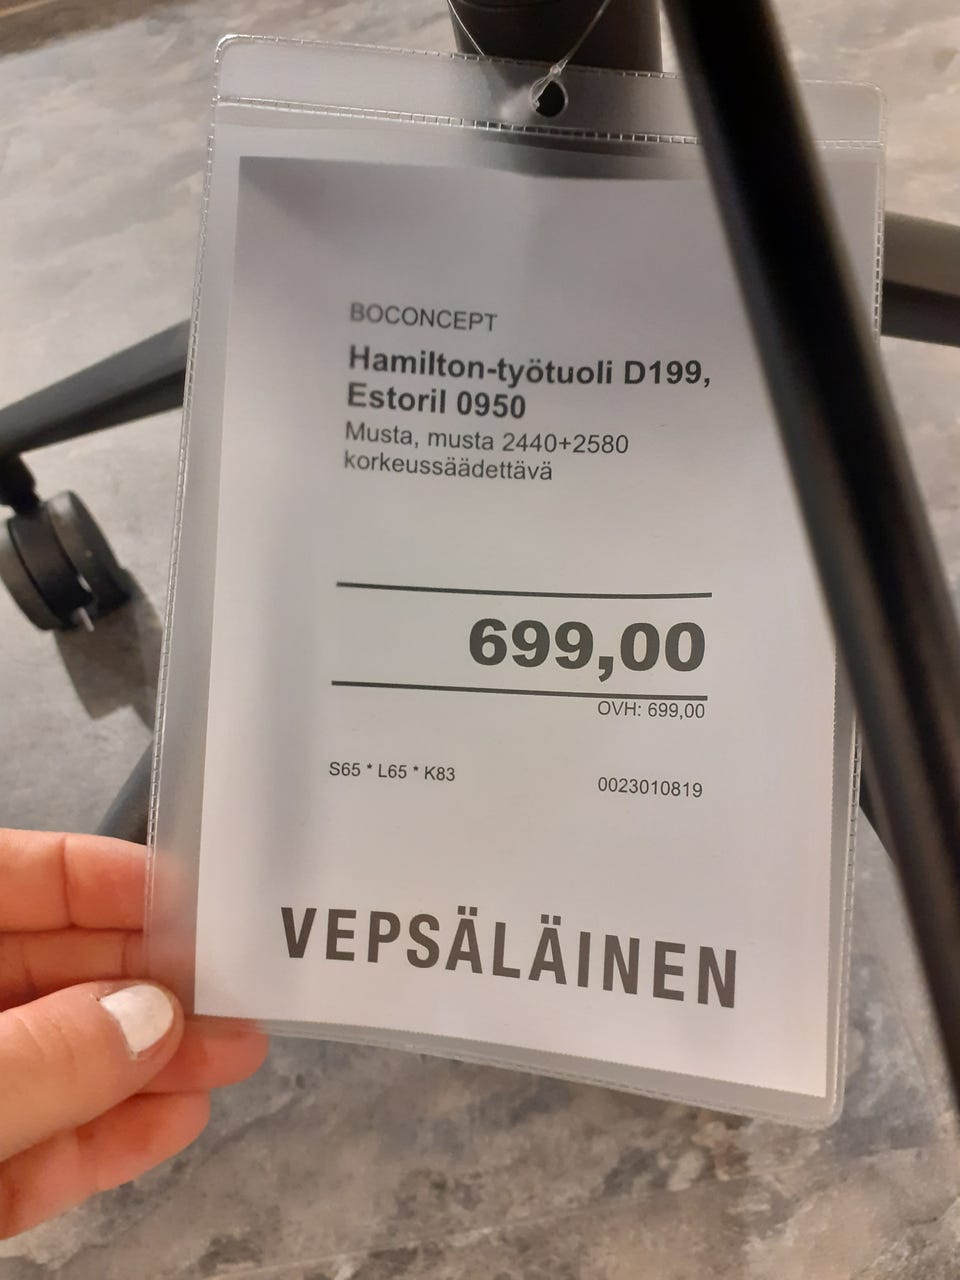 BOCONCEPT
Hamilton-työtuoli D199,
Estoril 0950
Musta, musta 2440+2580
korkeussäädettävä
699,00
OVH: 699,00
S65 * L65 * K83
0023010819
VEPSÄLÄINEN